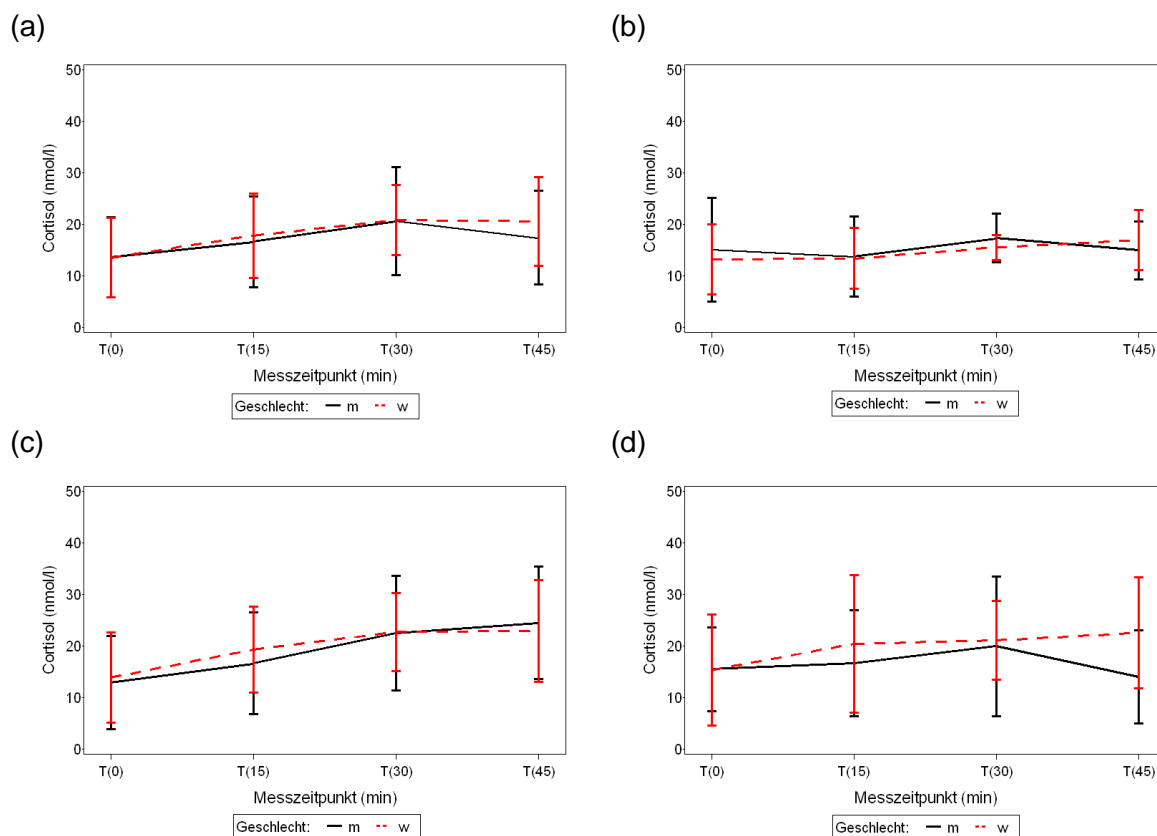 (a)
50
40
30
20
10
0
Cortisol (nmol/l)
T(0) T(15) T(30) T(45)
Messzeitpunkt (min)
Geschlecht: m w
(b)
50
40
30
20
10
0
Cortisol (nmol/l)
T(0) T(15) T(30) T(45)
Messzeitpunkt (min)
Geschlecht: m w
(c)
50
40
30
20
10
0
Cortisol (nmol/l)
T(0) T(15) T(30) T(45)
Messzeitpunkt (min)
Geschlecht: m w
(d)
50
40
30
20
10
0
Cortisol (nmol/l)
T(0) T(15) T(30) T(45)
Messzeitpunkt (min)
Geschlecht: m w